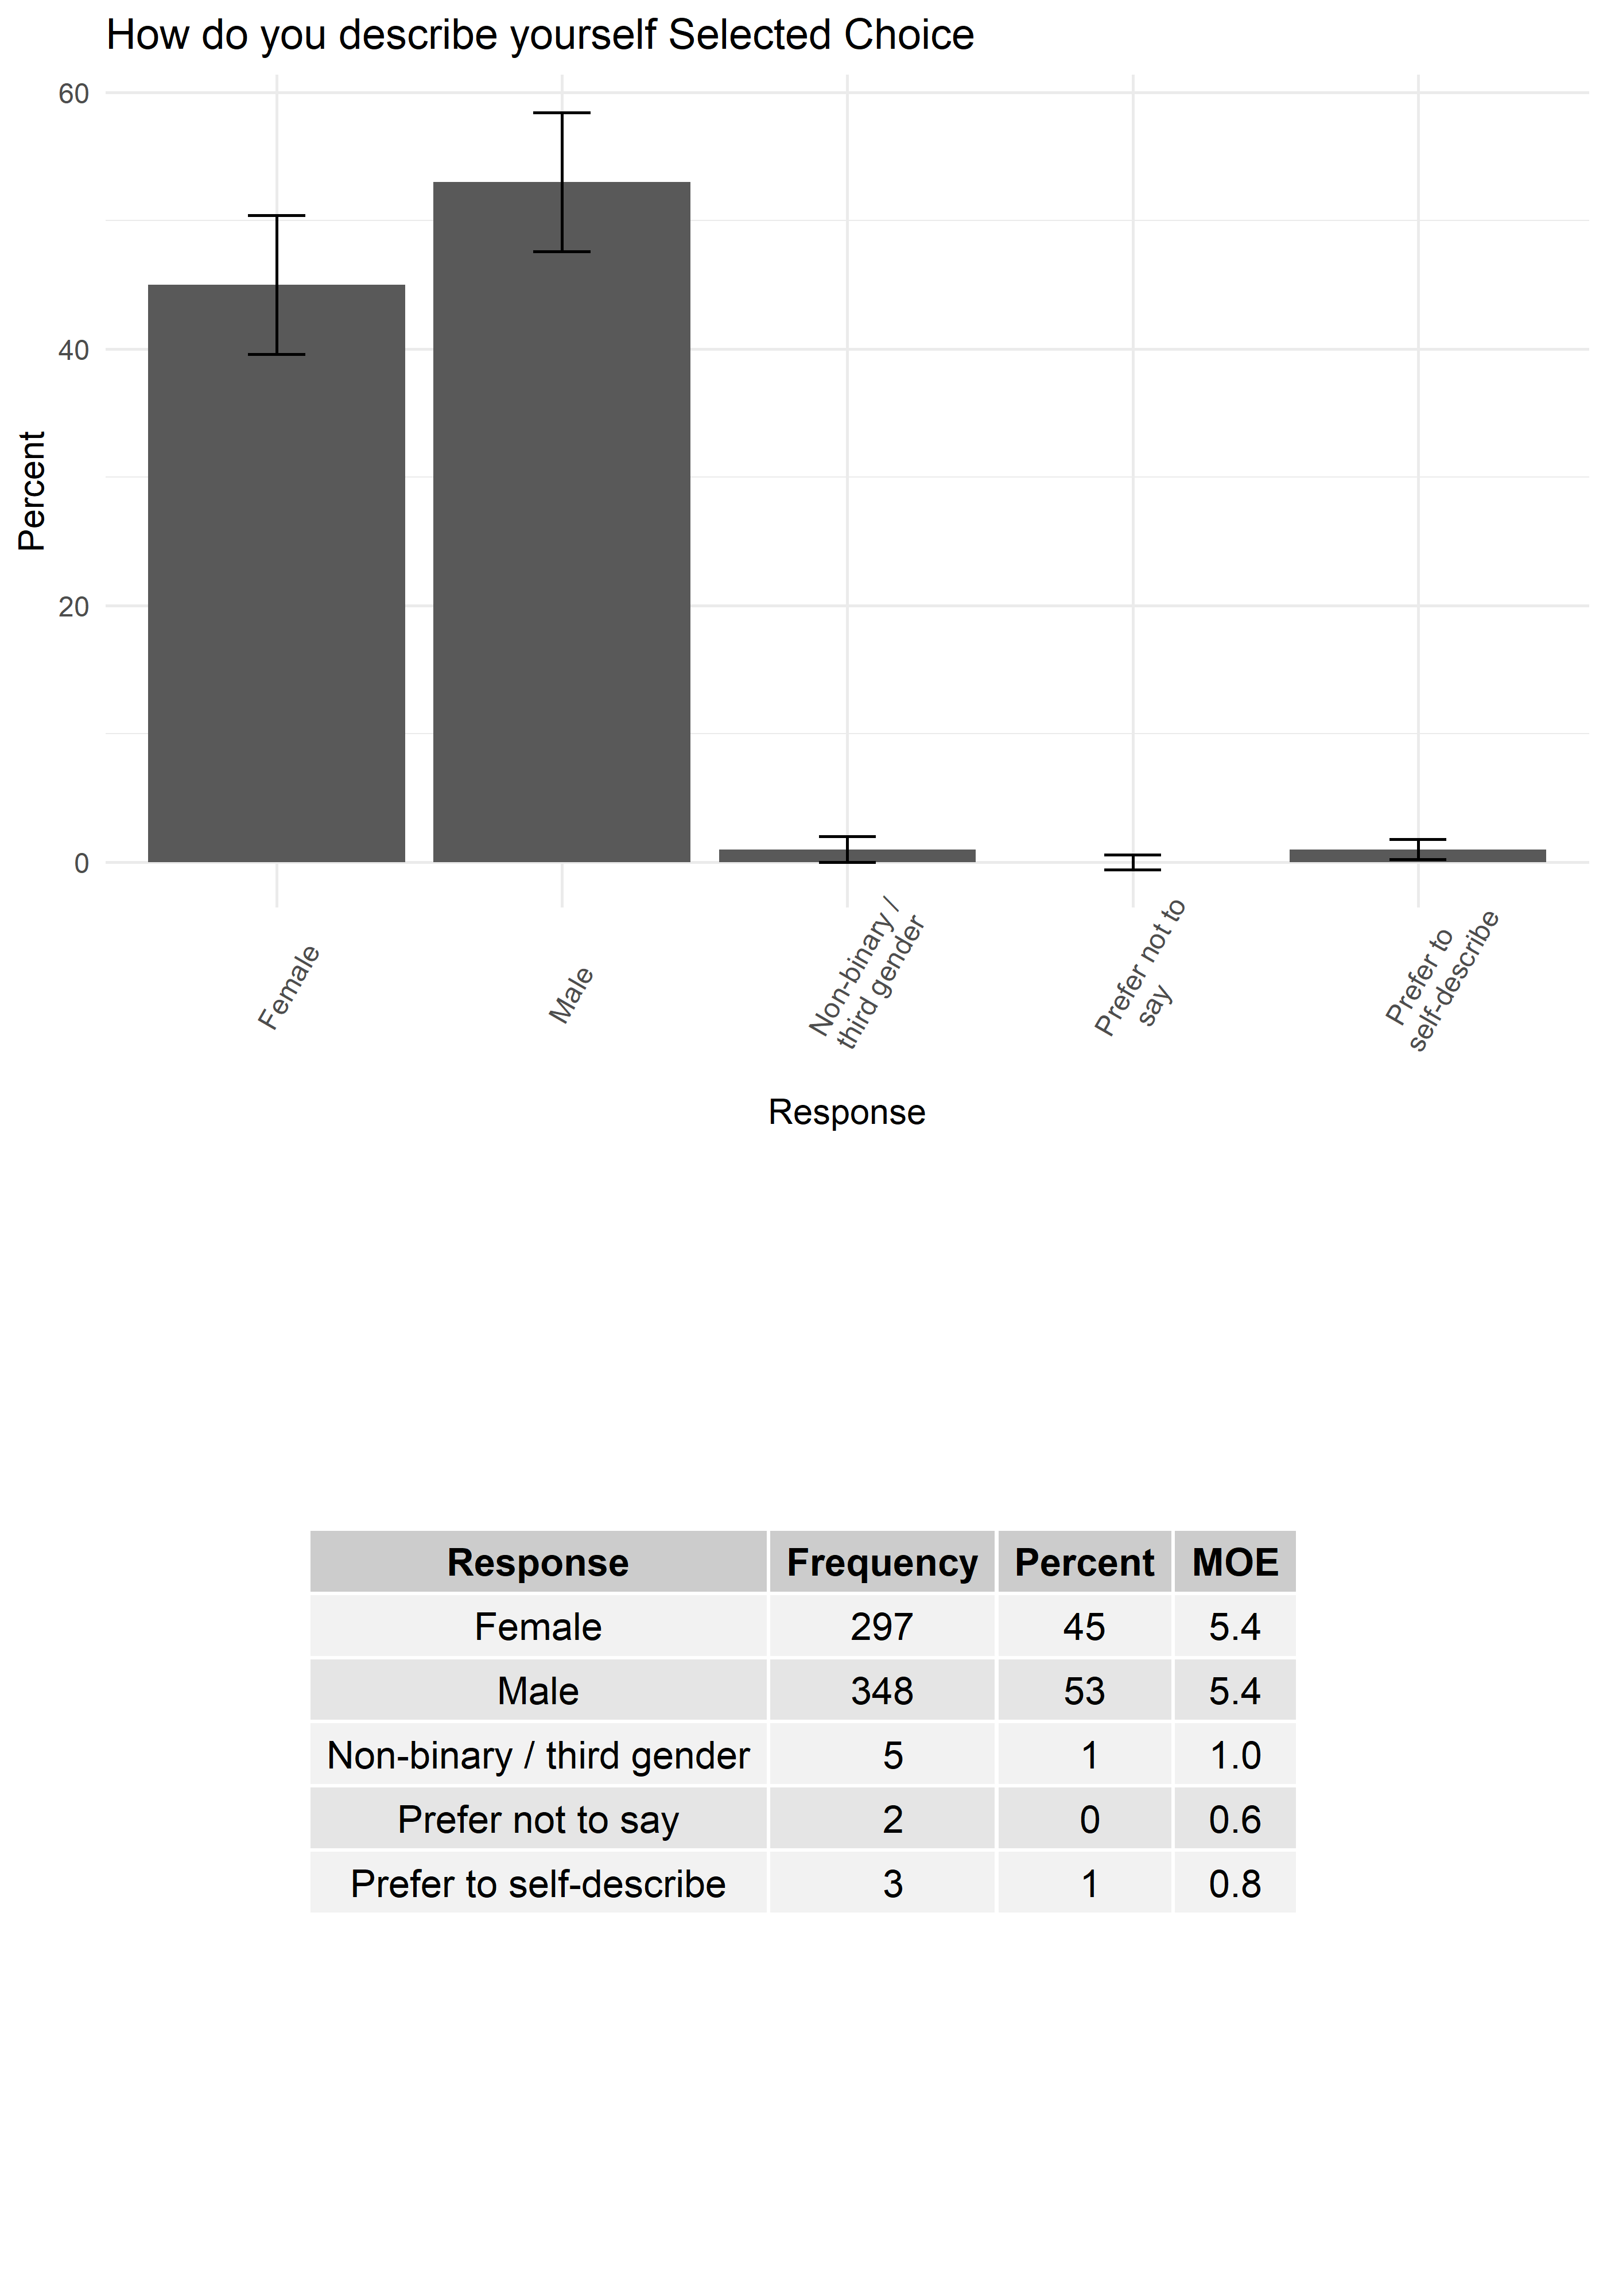 How do you describe yourself Selected Choice
60
40
20
0
Percent
Female
Male
Non-binary /
third gender
Prefer not to
say
Prefer to
self-describe
Response
Response Frequency Percent MOE
Female 297 45 5.4
Male 348 53 5.4
Non-binary / third gender 5 1 1.0
Prefer not to say 2 0 0.6
Prefer to self-describe 3 1 0.8